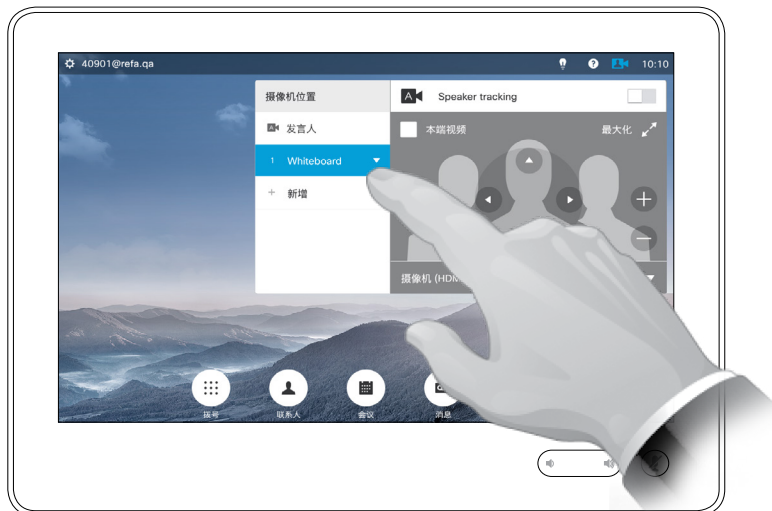 40901@refa.qa
10:10
摄像机位置
Speaker tracking
发言人
本端视频
最大化
1 Whiteboard
新增
摄像机 (HDM
拨号
联系人
会议
消息